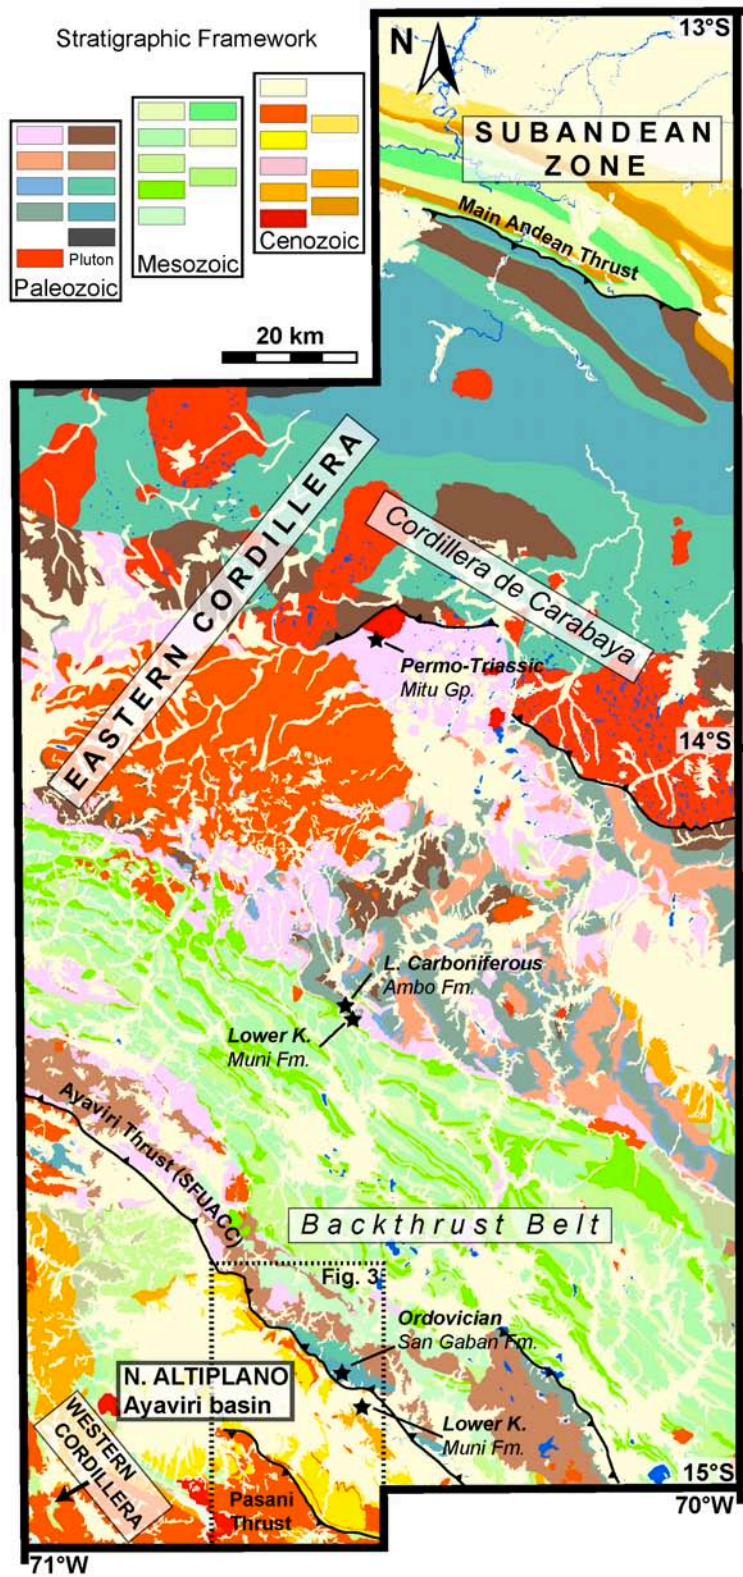 Stratigraphic Framework
Pluton
Paleozoic
Mesozoic
Cenozoic
20 km
N
13°S
SUBANDEAN
ZONE
Main Andean Thrust
EASTERN CORDILLERA
Cordillera de Carabaya
Permo-Triassic
Mitu Gp.
14°S
L. Carboniferous
Ambo Fm.
Lower K.
Muni Fm.
Ayaviri Thrust (SFUACC)
Backthrust Belt
Fig. 3
Ordovician
San Gaban Fm.
N. ALTIPLANO
Ayaviri basin
Lower K.
Muni Fm.
WESTERN
CORDILLERA
Pasani
Thrust
15°S
70°W
71°W